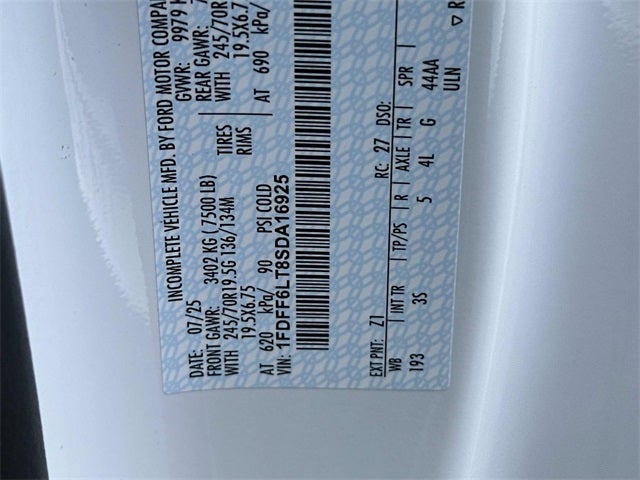 INCOMPLETE VEHICLE MFD. BY FORD MOTOR COMPA
DATE: 07/25 GVWR: 9979 K
FRONT GAWR: 3402 KG ( 7500 LB) REAR GAWR:
WITH 245/70R19.5G 136/134M TIRES WITH 245/70R
19.5X6.75 RIMS 19.5X6.7
AT 620 kPa/ 90 PSI COLD AT 690 kPa/
VIN: 1FDFF6LT8SDA16925
EXT PNT: Z1 RC: 27 DSO:
WB INT TR TP/PS R AXLE TR SPR
193 3S 5 4L G 44AA
ULN
▽ R